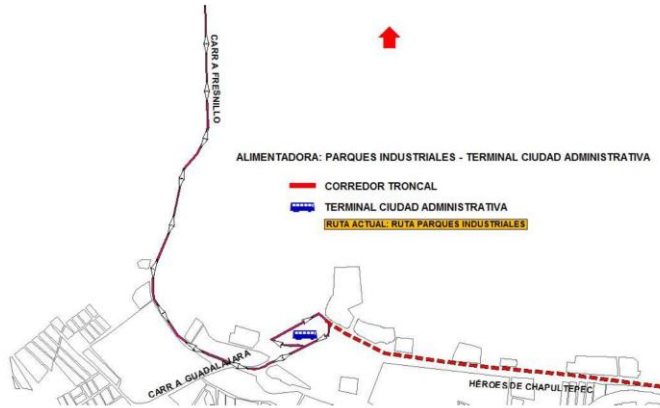 CARR A FRESNILLO
ALIMENTADORA: PARQUES INDUSTRIALES - TERMINAL CIUDAD ADMINISTRATIVA
CORREDOR TRONCAL
TERMINAL CIUDAD ADMINISTRATIVA
RUTA ACTUAL: RUTA PARQUES INDUSTRIALES
CARR A. GUADALAJARA
HÉROES DE CHAPULTEPEC